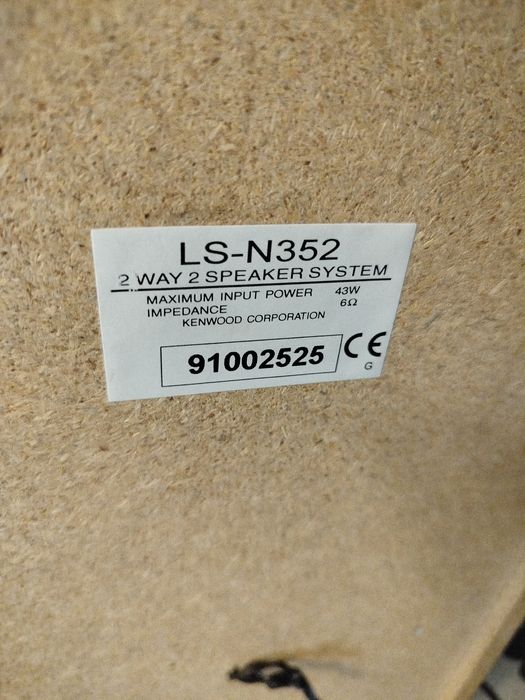 LS-N352
2 WAY 2 SPEAKER SYSTEM
MAXIMUM INPUT POWER 43W
IMPEDANCE 6Ω
KENWOOD CORPORATION
91002525 CE
G